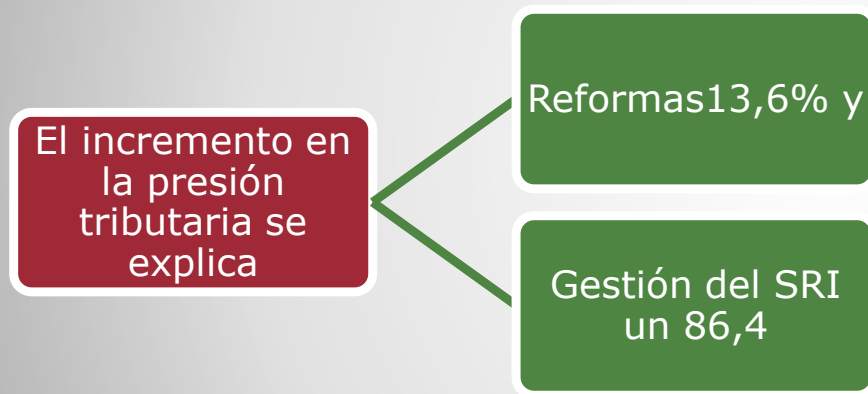 El incremento en
la presión
tributaria se
explica
Reformas13,6% y
Gestión del SRI
un 86,4